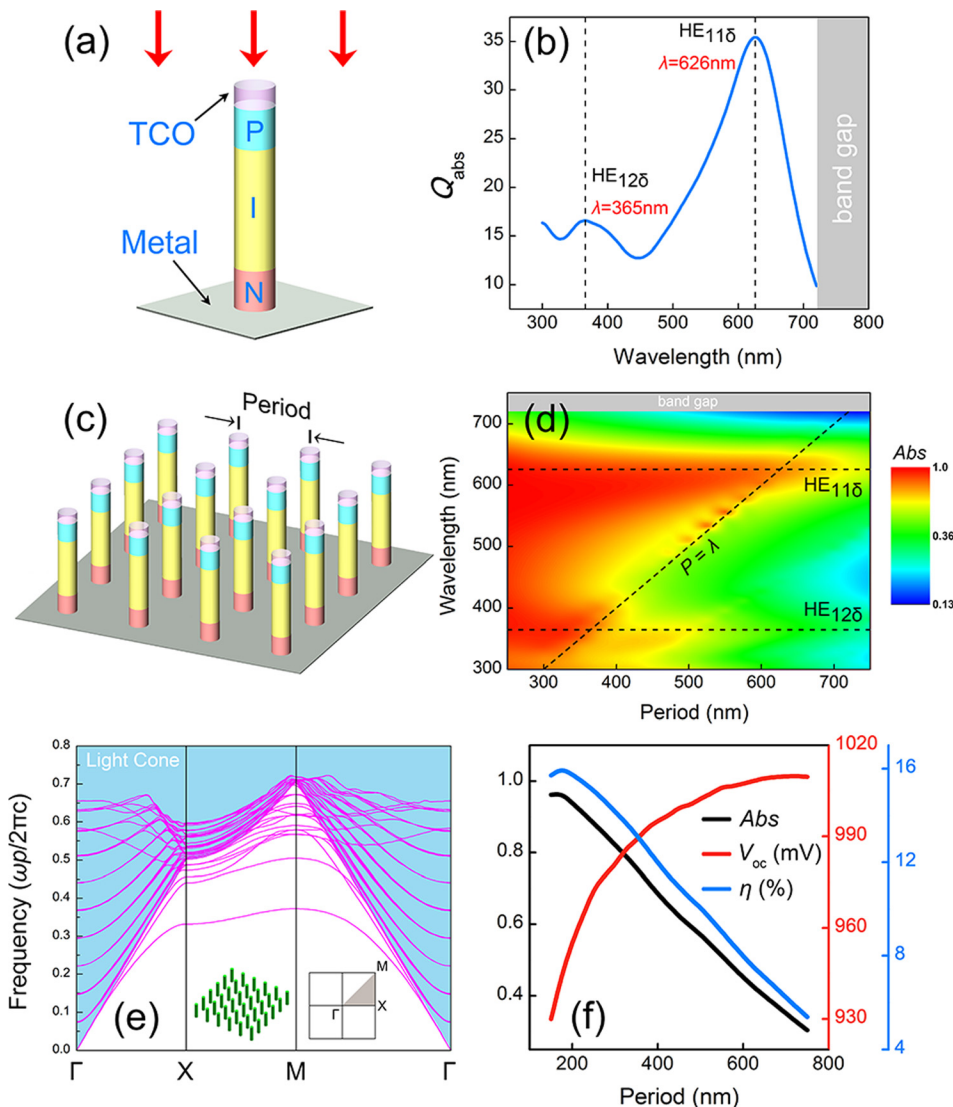 (a)
TCO
P
I
N
Metal
(b)
HE11δ
λ=626nm
HE12δ
λ=365nm
band gap
Qabs
35
30
25
20
15
10
300 400 500 600 700 800
Wavelength (nm)
(c)
Period
(d)
band gap
HE11δ
P = λ
HE12δ
Wavelength (nm)
700
600
500
400
300
300 400 500 600 700
Period (nm)
Abs
1.0
0.36
0.13
(e)
Light Cone
Frequency (ωp/2πc)
0.8
0.7
0.6
0.5
0.4
0.3
0.2
0.1
0.0
Γ X M Γ
M
Γ
X
(f)
1.0
0.8
0.6
0.4
200 400 600 800
Period (nm)
Abs
Voc (mV)
η (%)
1020
990
960
930
16
12
8
4